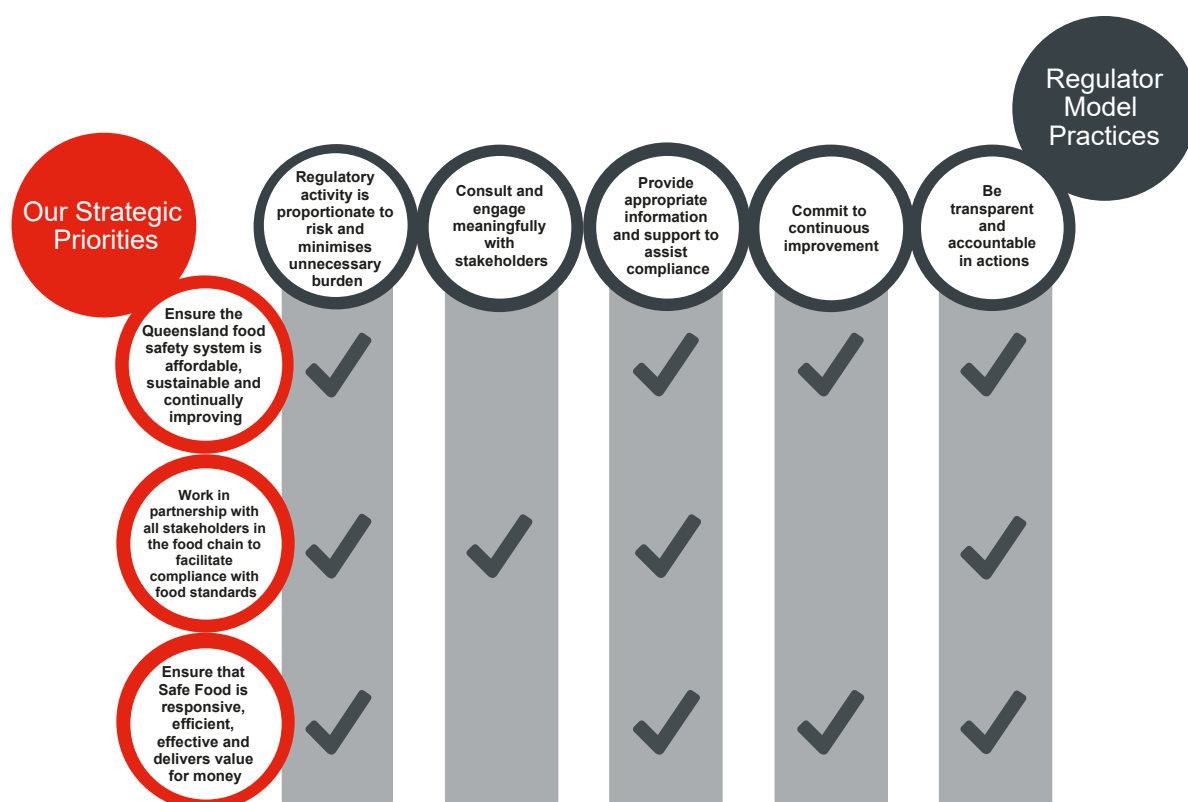 Regulator
Model
Practices
Our Strategic
Priorities
Regulatory
activity is
proportionate to
risk and
minimises
unnecessary
burden
Consult and
engage
meaningfully
with
stakeholders
Provide
appropriate
information
and support to
assist
compliance
Commit to
continuous
improvement
Be
transparent
and
accountable
in actions
Ensure the
Queensland food
safety system is
affordable,
sustainable and
continually
improving
Work in
partnership with
all stakeholders in
the food chain to
facilitate
compliance with
food standards
Ensure that
Safe Food is
responsive,
efficient,
effective and
delivers value
for money